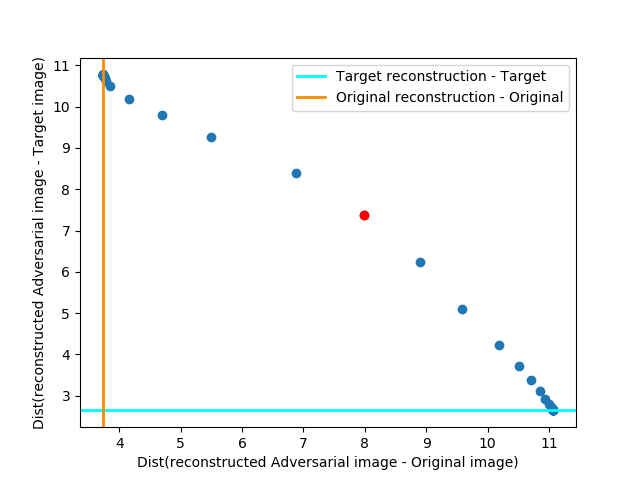 Target reconstruction - Target
Original reconstruction - Original
Dist(reconstructed Adversarial image - Target image)
11
10
9
8
7
6
5
4
3
4 5 6 7 8 9 10 11
Dist(reconstructed Adversarial image - Original image)